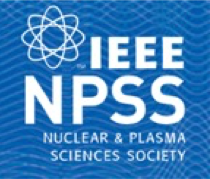 IEEE
NPSS
NUCLEAR & PLASMA
SCIENCES SOCIETY